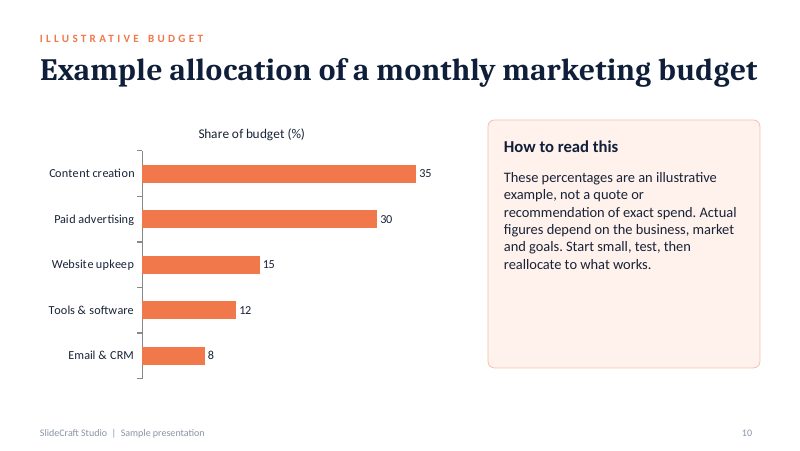 ILLUSTRATIVE BUDGET
Example allocation of a monthly marketing budget
Share of budget (%)
Content creation 35
Paid advertising 30
Website upkeep 15
Tools & software 12
Email & CRM 8
How to read this
These percentages are an illustrative
example, not a quote or
recommendation of exact spend. Actual
figures depend on the business, market
and goals. Start small, test, then
reallocate to what works.
SlideCraft Studio | Sample presentation
10